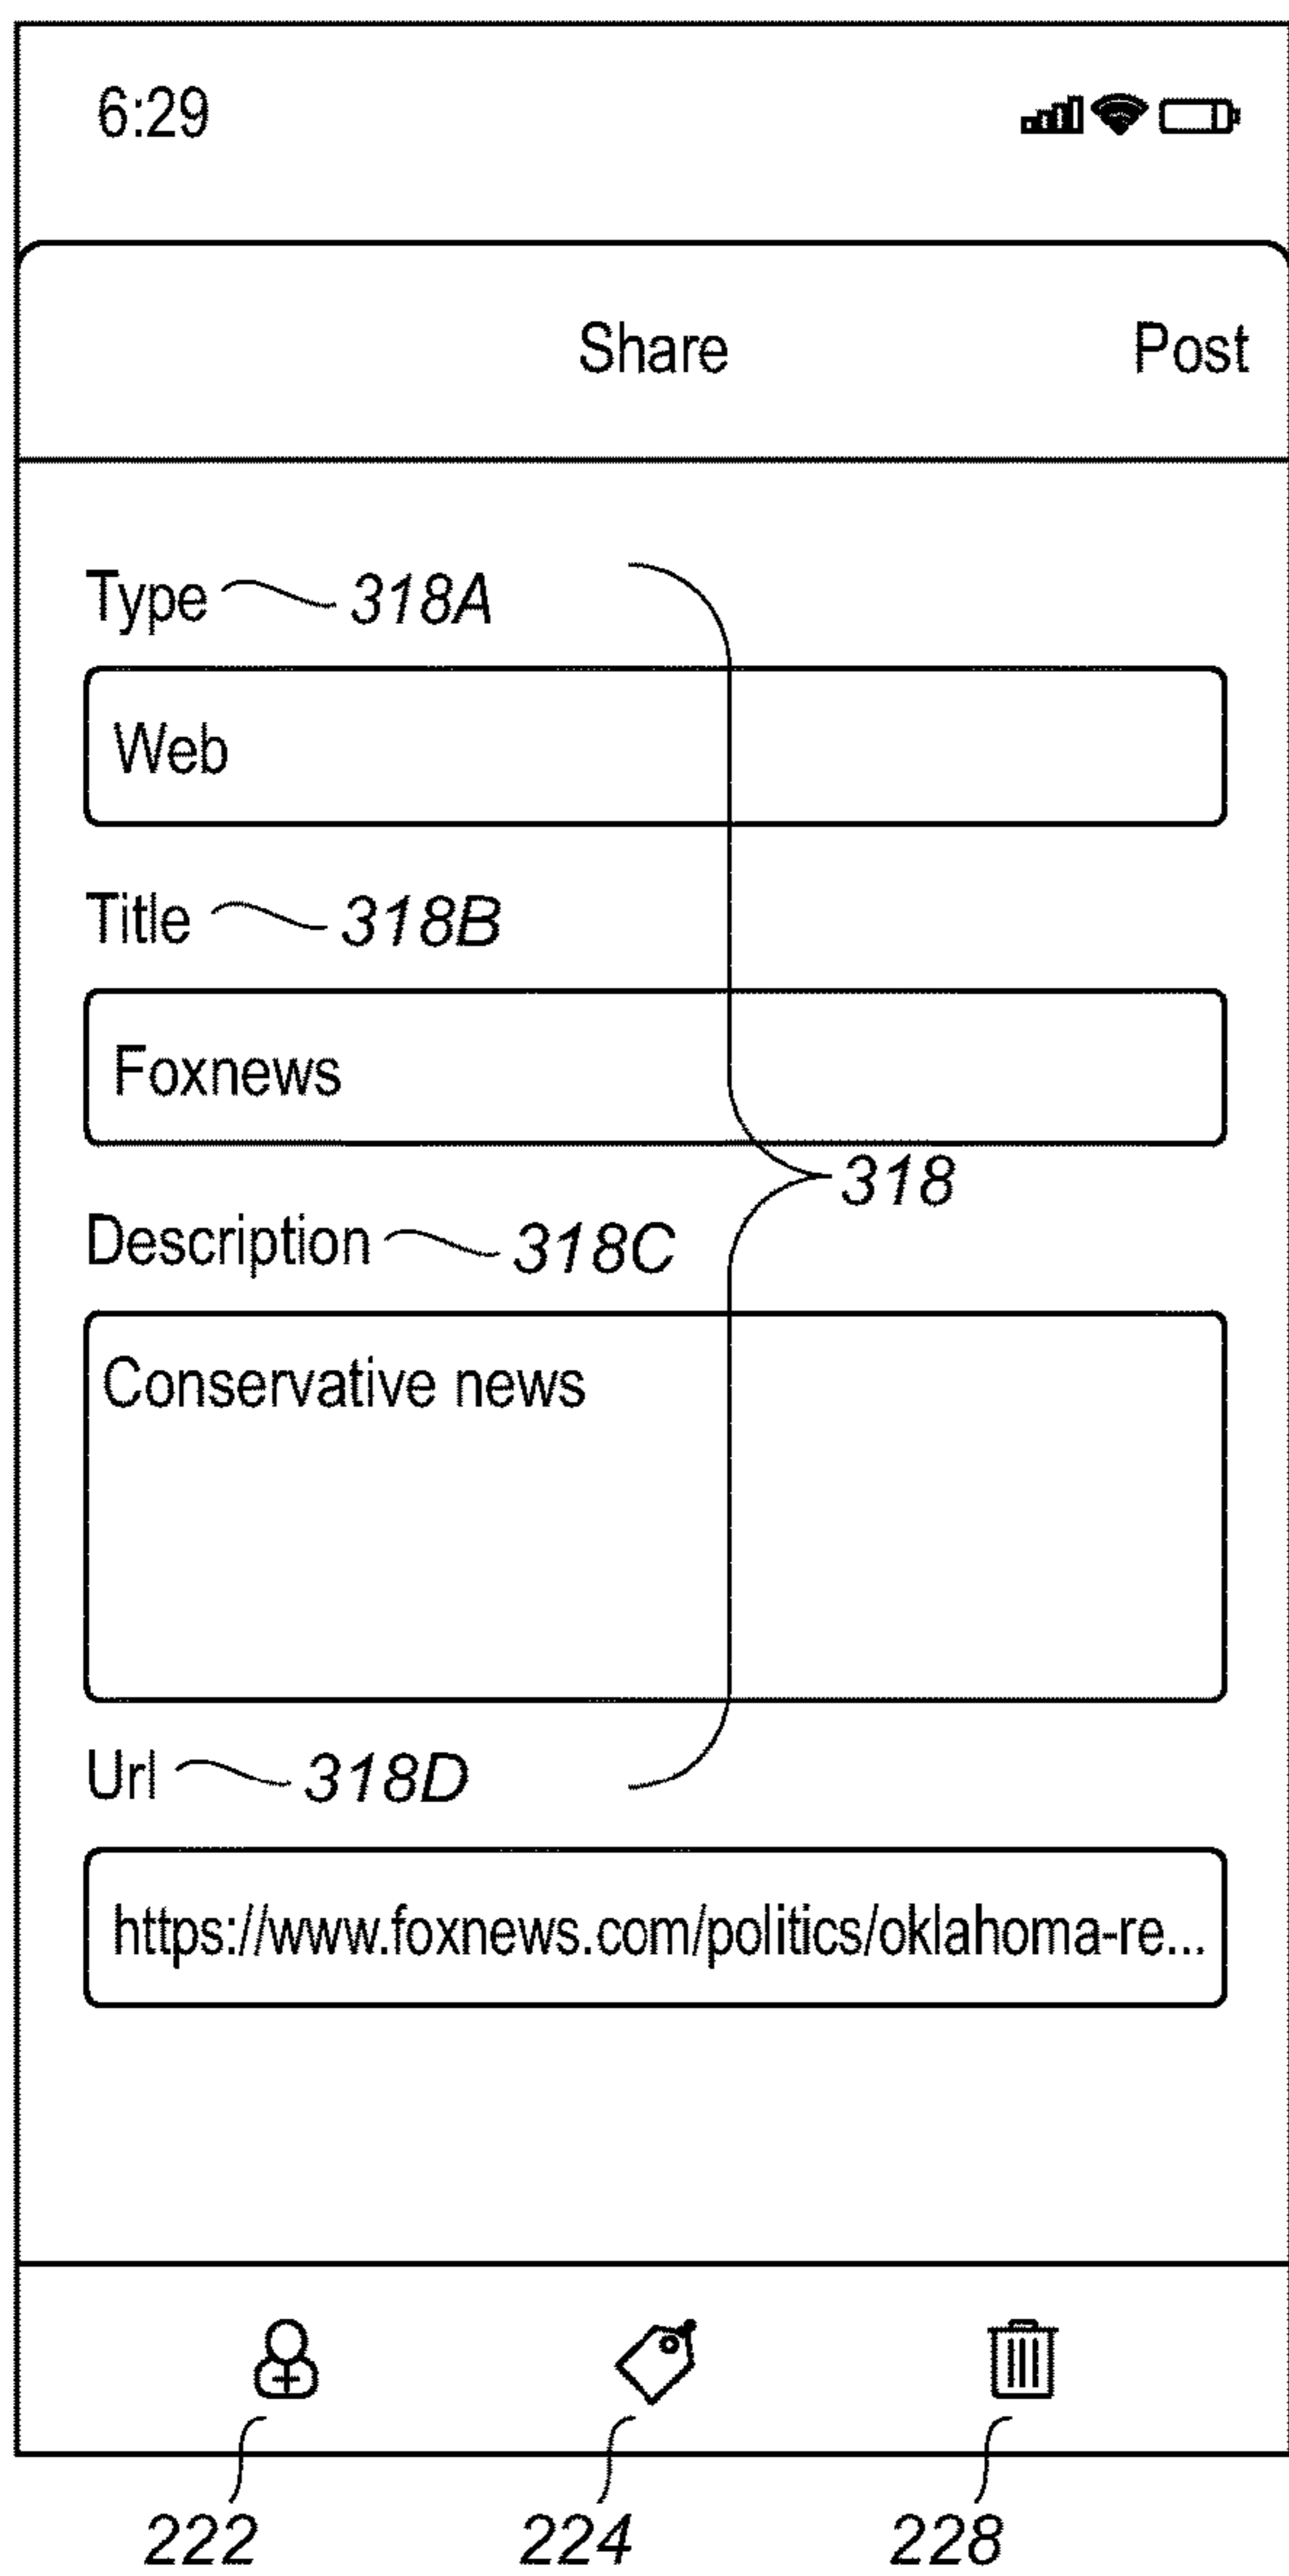 6:29
Share Post
Type 318A
Web
Title 318B
Foxnews
318
Description 318C
Conservative news
Url 318D
https://www.foxnews.com/politics/oklahoma-re...
222 224 228